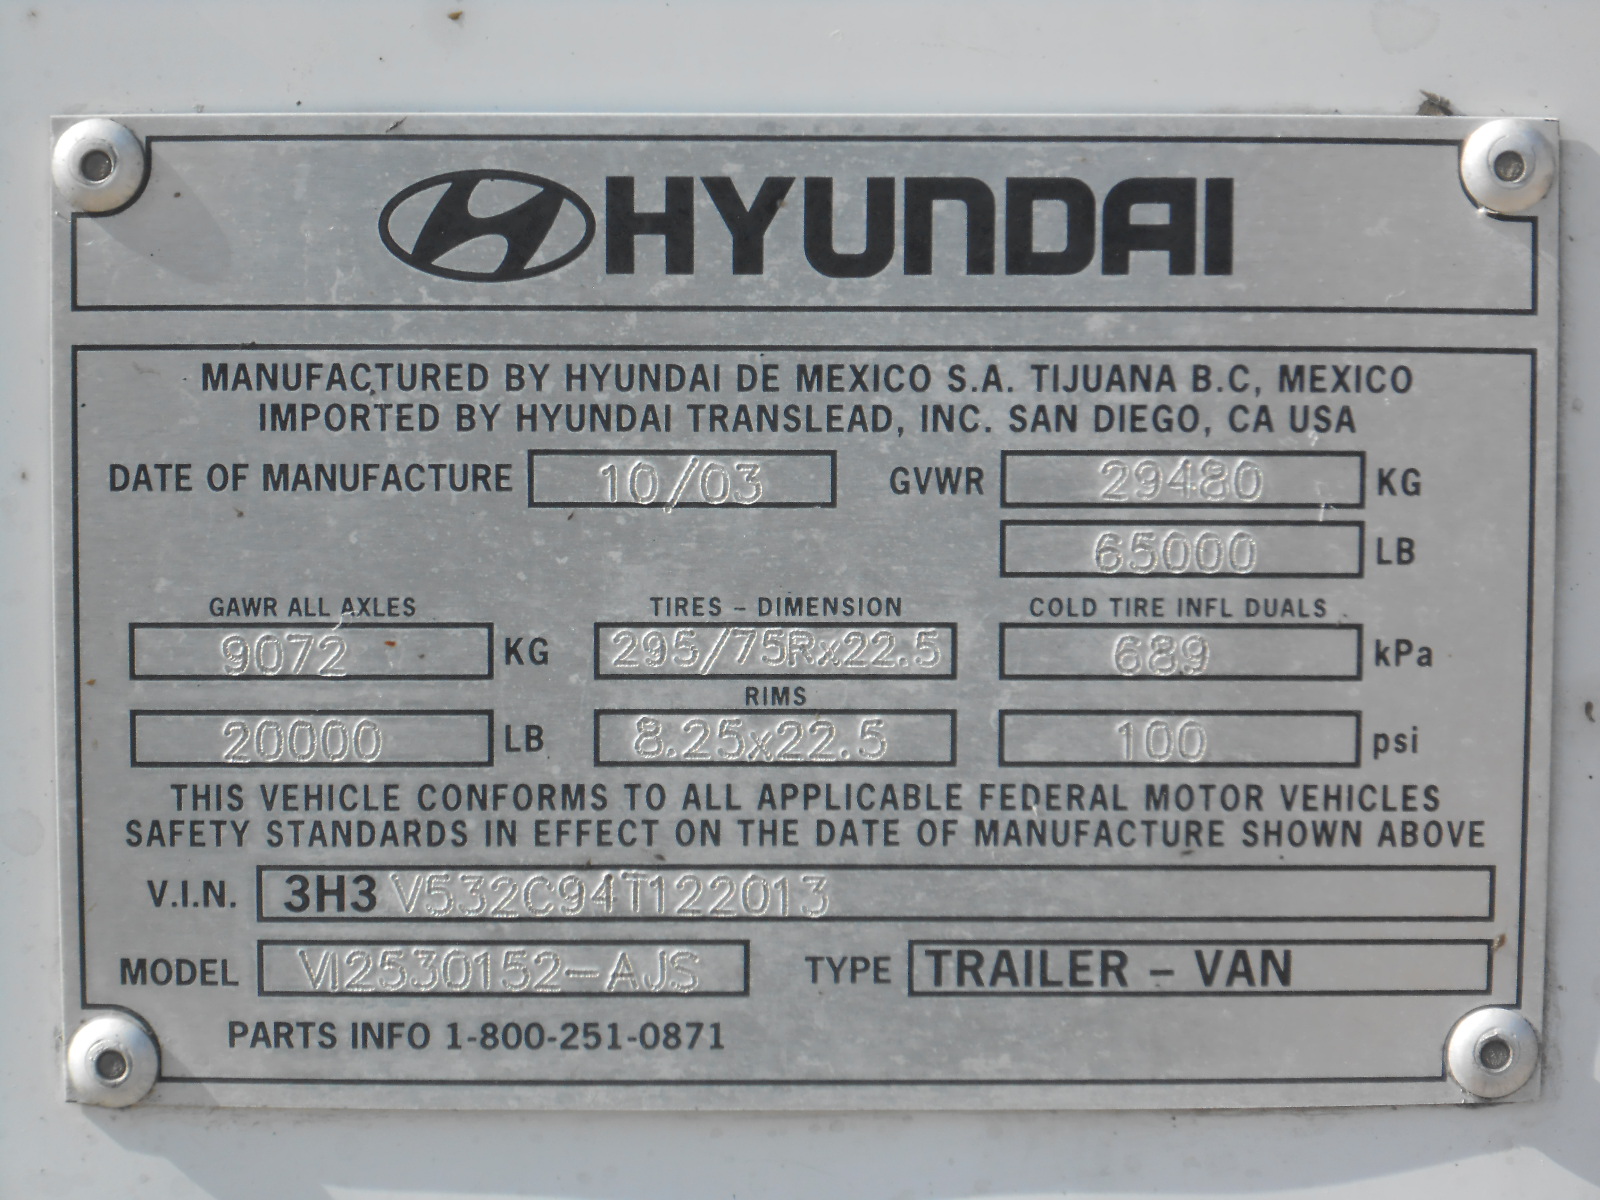 HYUNDAI
MANUFACTURED BY HYUNDAI DE MEXICO S.A. TIJUANA B.C, MEXICO
IMPORTED BY HYUNDAI TRANSLEAD, INC. SAN DIEGO, CA USA
DATE OF MANUFACTURE 10/03 GVWR 29480 KG
65000 LB
GAWR ALL AXLES TIRES - DIMENSION COLD TIRE INFL DUALS
9072 KG 295/75Rx22.5 689 kPa
RIMS
20000 LB 8.25x22.5 100 psi
THIS VEHICLE CONFORMS TO ALL APPLICABLE FEDERAL MOTOR VEHICLES
SAFETY STANDARDS IN EFFECT ON THE DATE OF MANUFACTURE SHOWN ABOVE
V.I.N. 3H3V532C94T122013
MODEL VI2530152-AJS TYPE TRAILER - VAN
PARTS INFO 1-800-251-0871